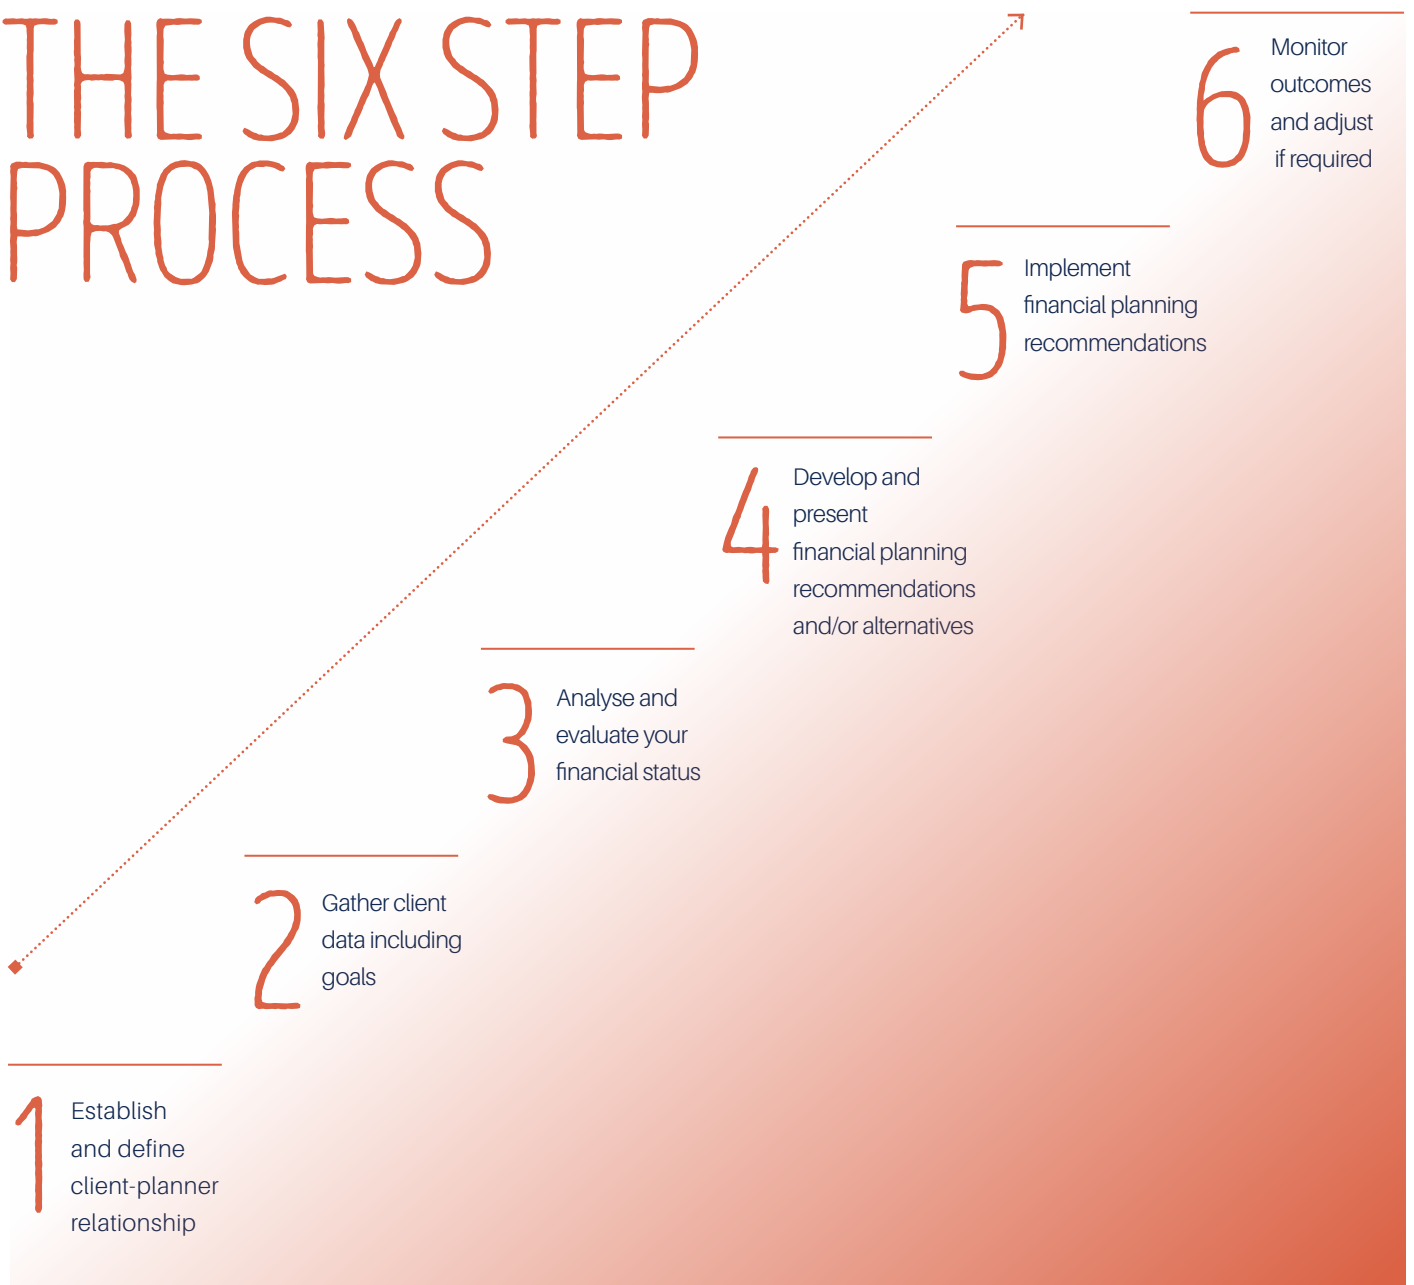 THE SIX STEP
PROCESS
1
Establish
and define
client-planner
relationship
2
Gather client
data including
goals
3
Analyse and
evaluate your
financial status
4
Develop and
present
financial planning
recommendations
and/or alternatives
5
Implement
financial planning
recommendations
6
Monitor
outcomes
and adjust
if required